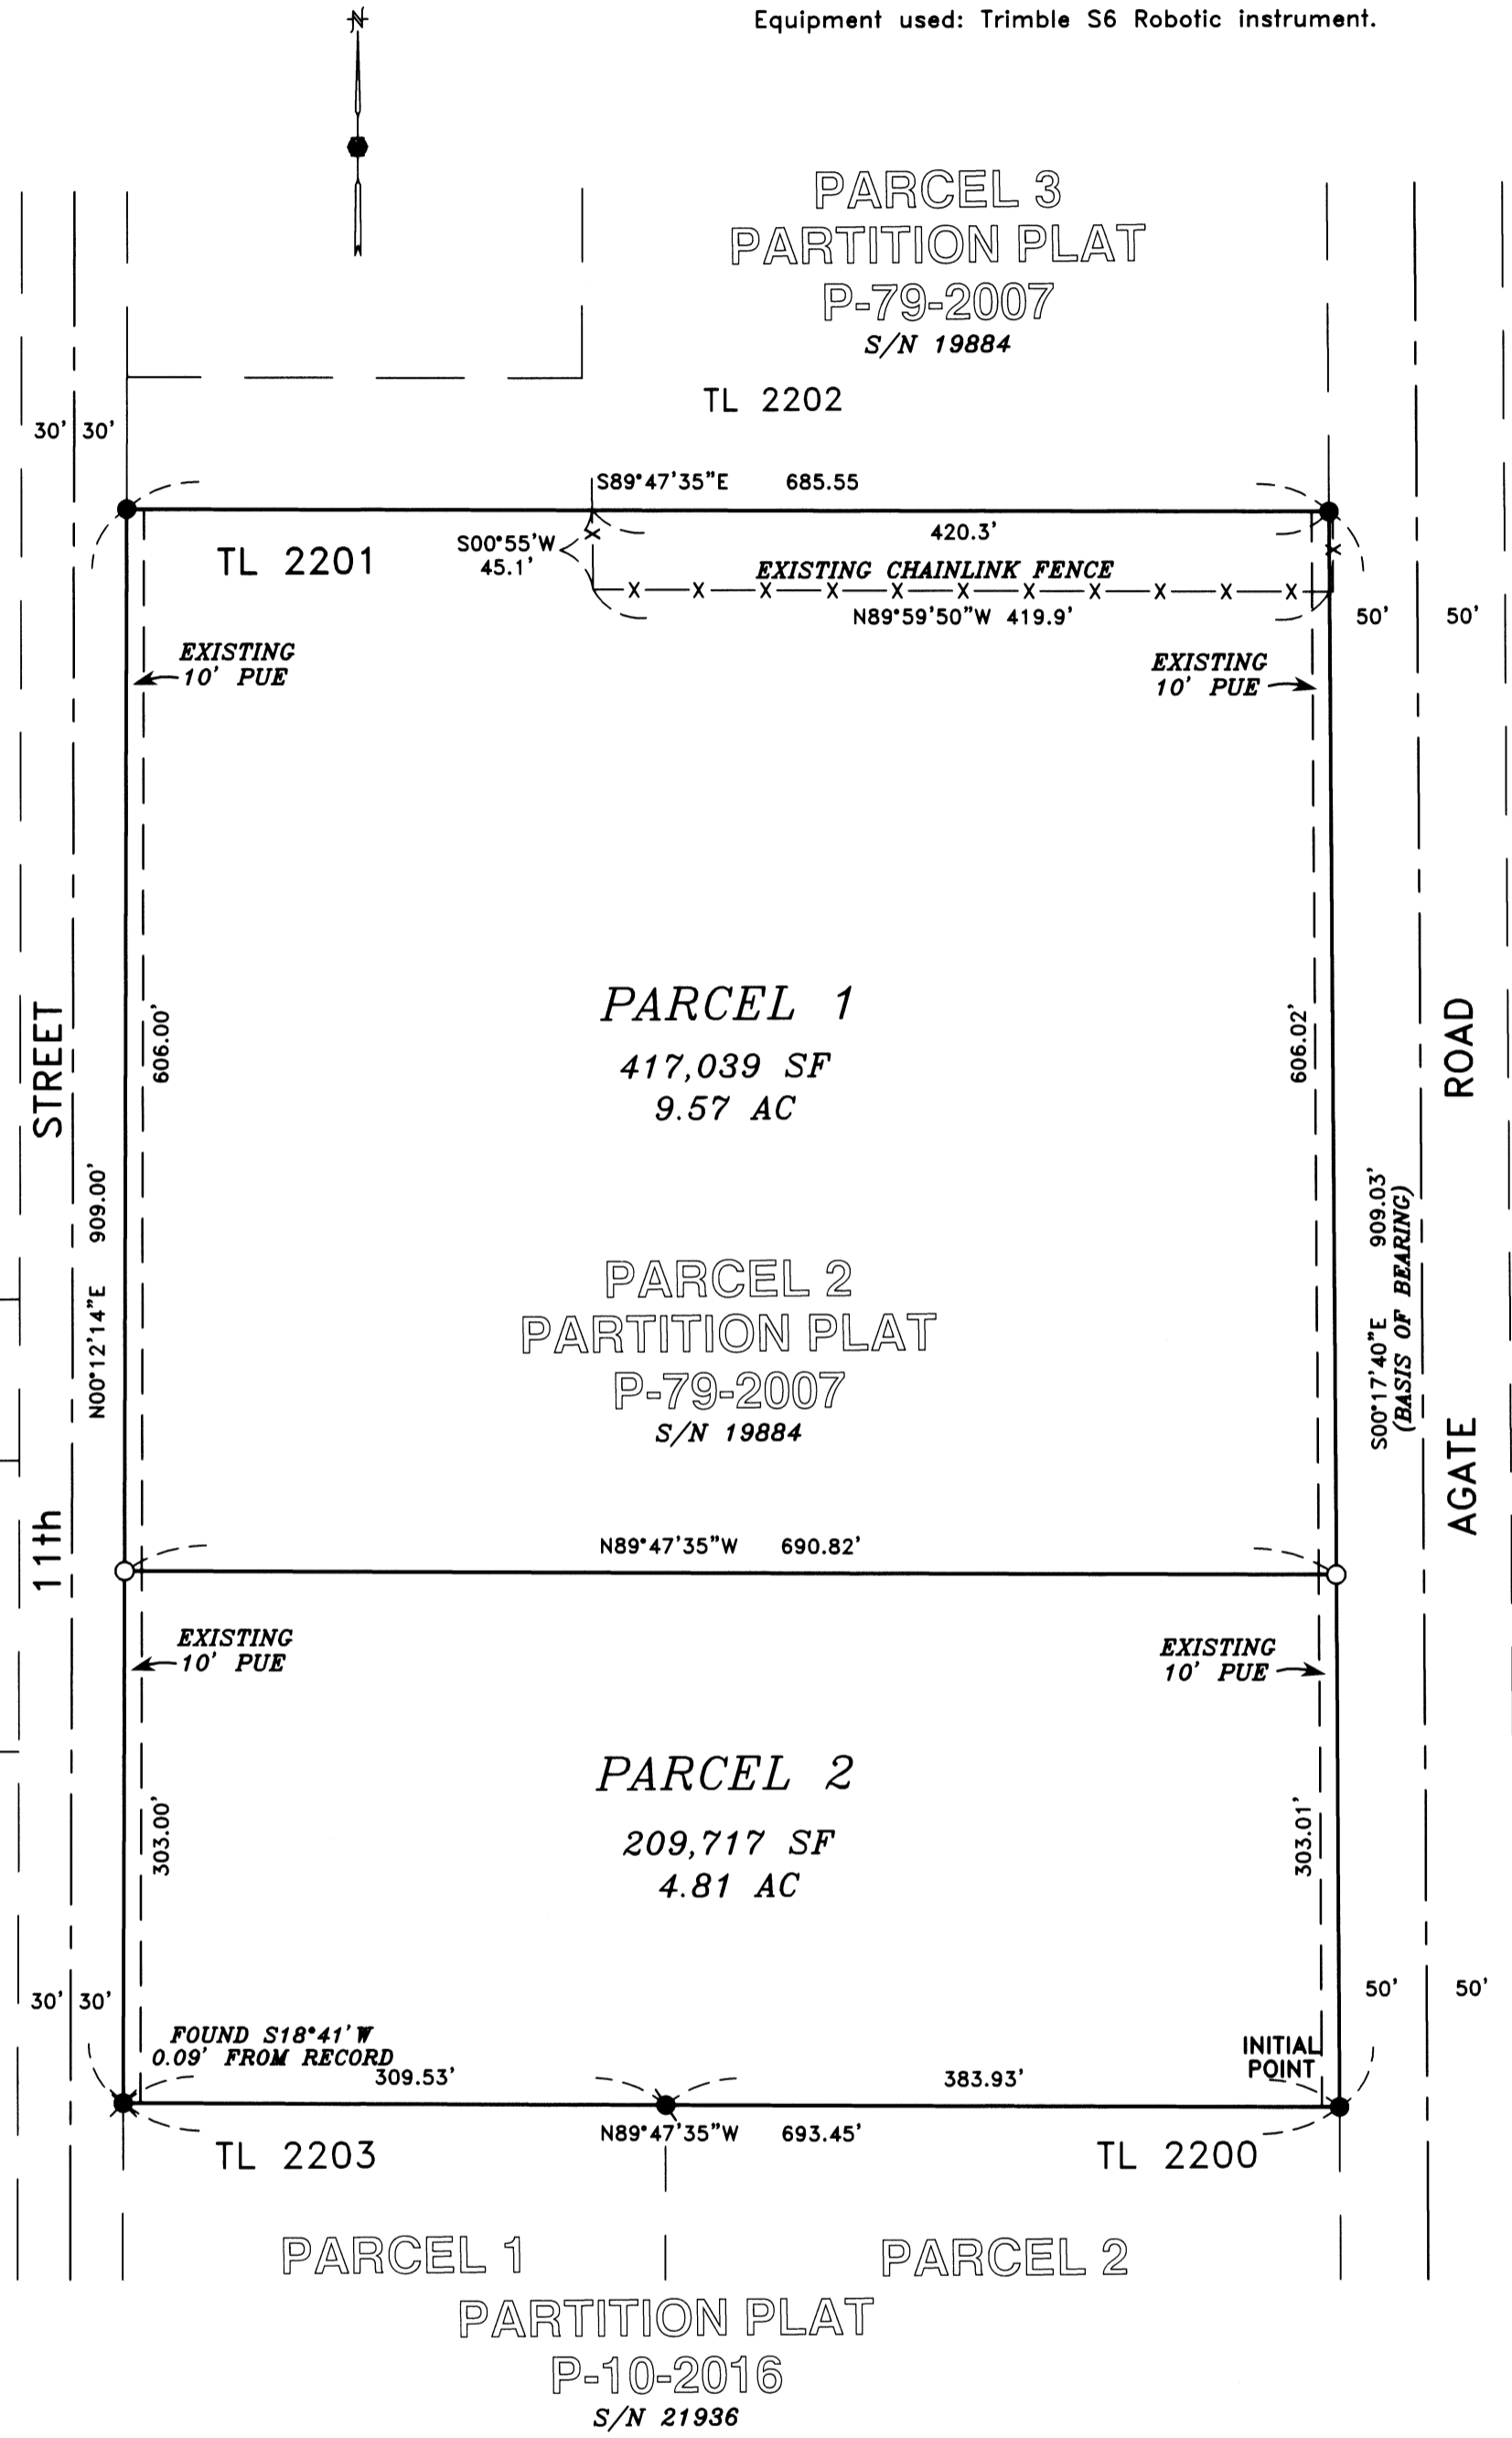 N
Equipment used: Trimble S6 Robotic instrument.
PARCEL 3
PARTITION PLAT
P-79-2007
S/N 19884
TL 2202
30' 30'
S89°47'35"E 685.55
420.3'
TL 2201
S00°55'W
45.1'
EXISTING CHAINLINK FENCE
N89°59'50"W 419.9'
50' 50'
EXISTING
10' PUE
EXISTING
10' PUE
PARCEL 1
417,039 SF
9.57 AC
606.00'
606.02'
11th STREET
N00°12'14"E 909.00'
AGATE ROAD
S00°17'40"E 909.03'
(BASIS OF BEARING)
PARCEL 2
PARTITION PLAT
P-79-2007
S/N 19884
N89°47'35"W 690.82'
EXISTING
10' PUE
EXISTING
10' PUE
PARCEL 2
209,717 SF
4.81 AC
303.00'
303.01'
30' 30'
50' 50'
FOUND S18°41'W
0.09' FROM RECORD
309.53'
383.93'
INITIAL
POINT
N89°47'35"W 693.45'
TL 2203
TL 2200
PARCEL 1
PARCEL 2
PARTITION PLAT
P-10-2016
S/N 21936